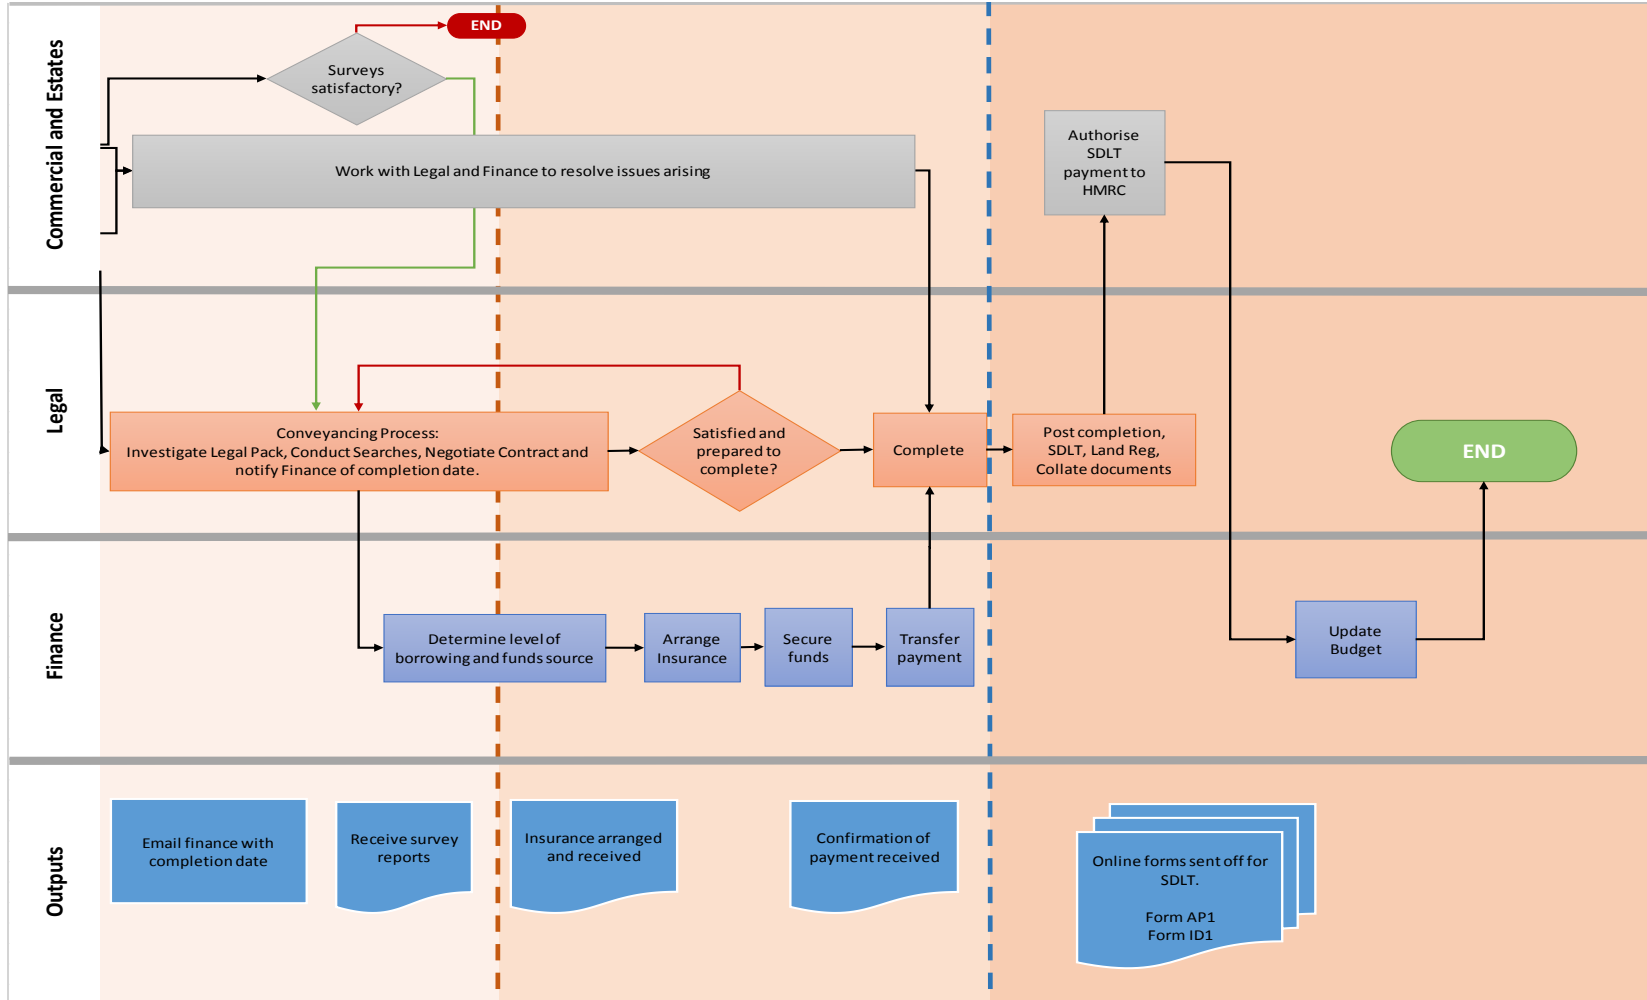 Commercial and Estates
END
Surveys
satisfactory?
Work with Legal and Finance to resolve issues arising
Authorise
SDLT
payment to
HMRC
Legal
Conveyancing Process:
Investigate Legal Pack, Conduct Searches, Negotiate Contract and
notify Finance of completion date.
Satisfied and
prepared to
complete?
Complete
Post completion,
SDLT, Land Reg,
Collate documents
END
Finance
Determine level of
borrowing and funds source
Arrange
Insurance
Secure
funds
Transfer
payment
Update
Budget
Outputs
Email finance with
completion date
Receive survey
reports
Insurance arranged
and received
Confirmation of
payment received
Online forms sent off for
SDLT.
Form AP1
Form ID1